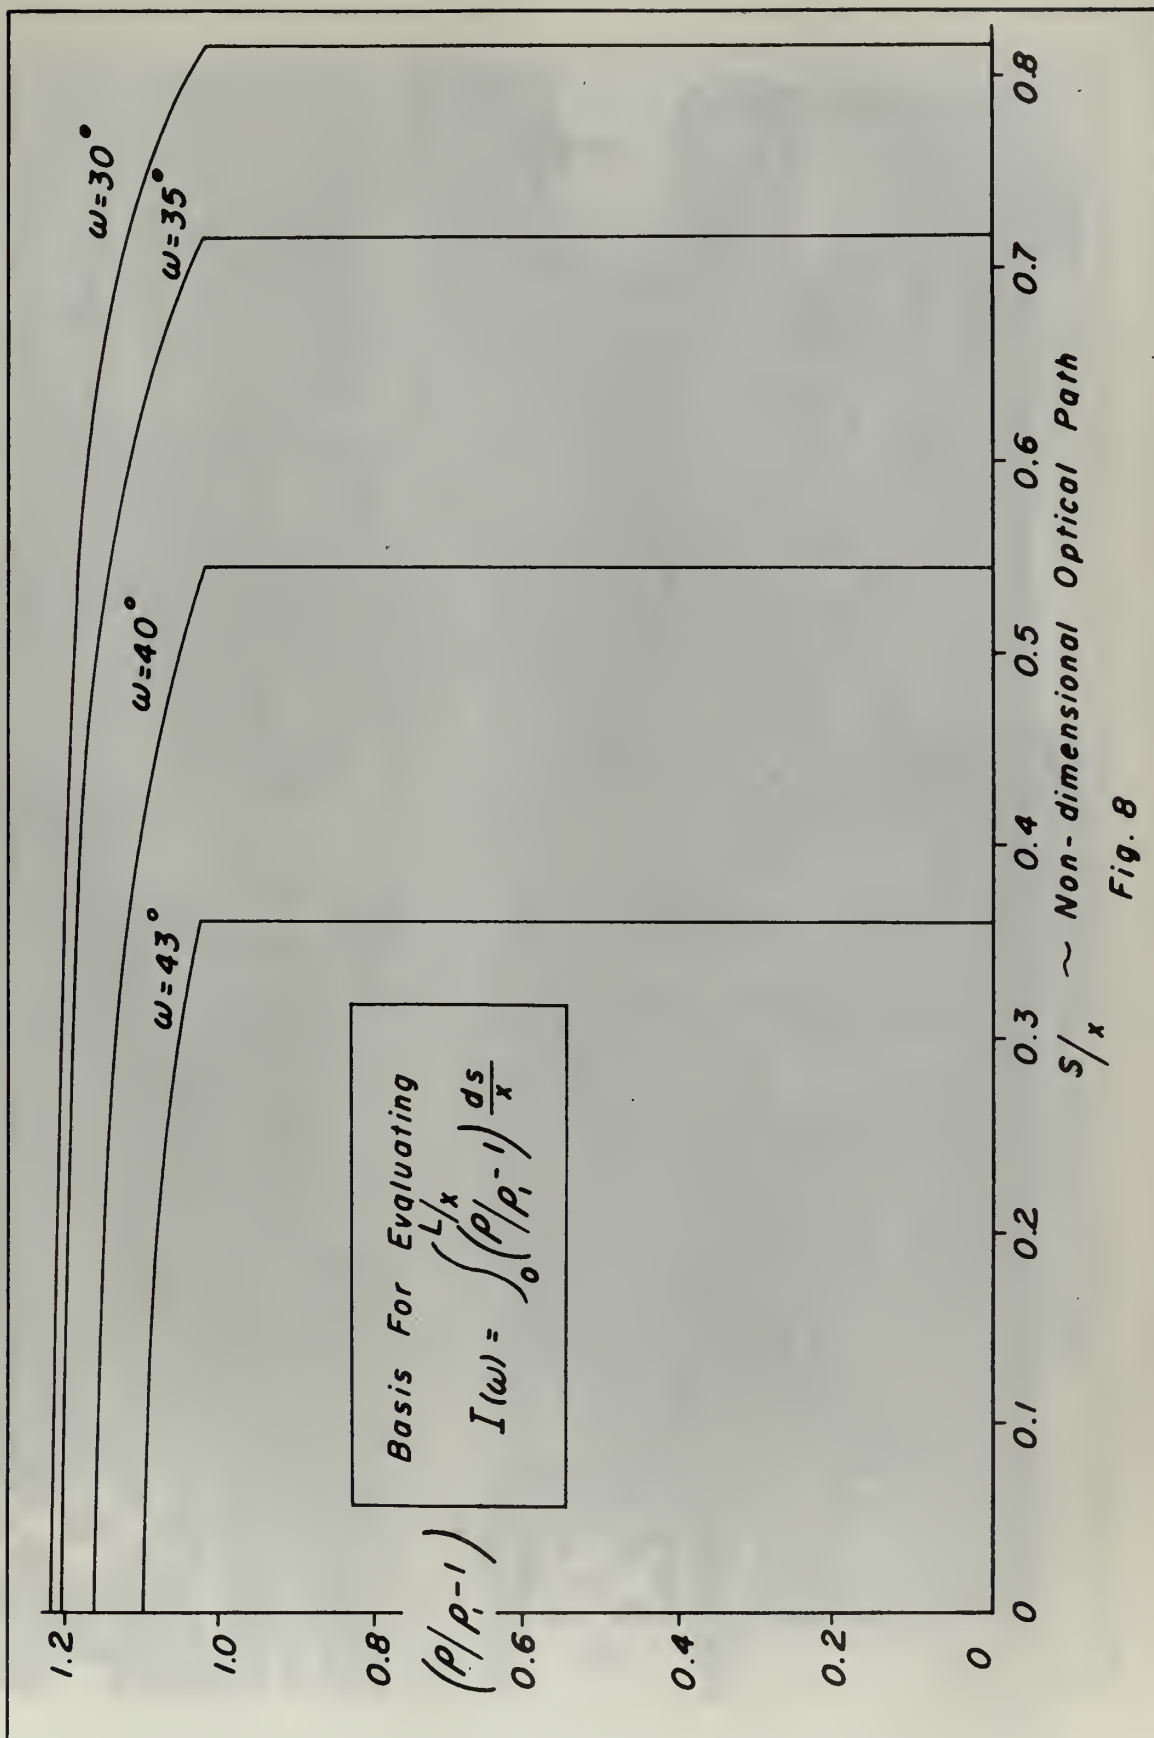 1.2
1.0
0.8
(ρ/ρ₁-1)
0.6
0.4
0.2
0
ω=30°
ω=35°
ω=40°
ω=43°
Basis For Evaluating
I(ω) = ∫₀^{L/x} (ρ/ρ₁-1) ds/x
0 0.1 0.2 0.3 0.4 0.5 0.6 0.7 0.8
S/x ~ Non-dimensional Optical Path
Fig. 8